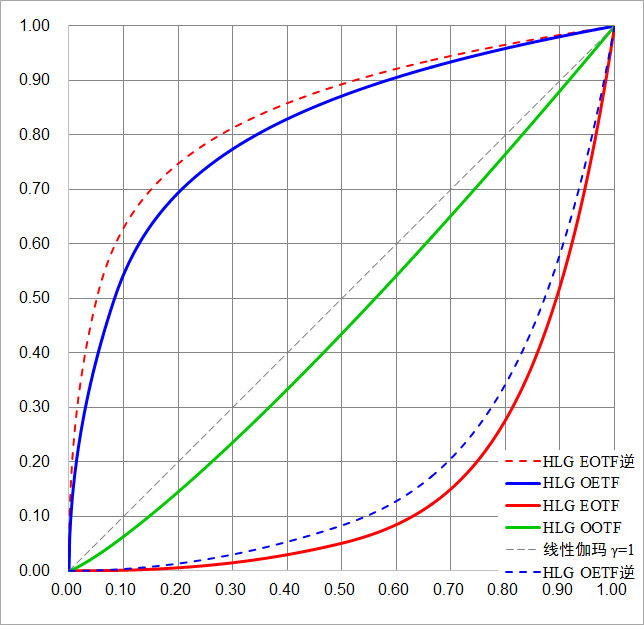 1.00
0.90
0.80
0.70
0.60
0.50
0.40
0.30
0.20
0.10
0.00
HLG EOTF逆
HLG OETF
HLG EOTF
HLG OOTF
线性伽玛 γ=1
HLG OETF逆
0.00 0.10 0.20 0.30 0.40 0.50 0.60 0.70 0.80 0.90 1.00